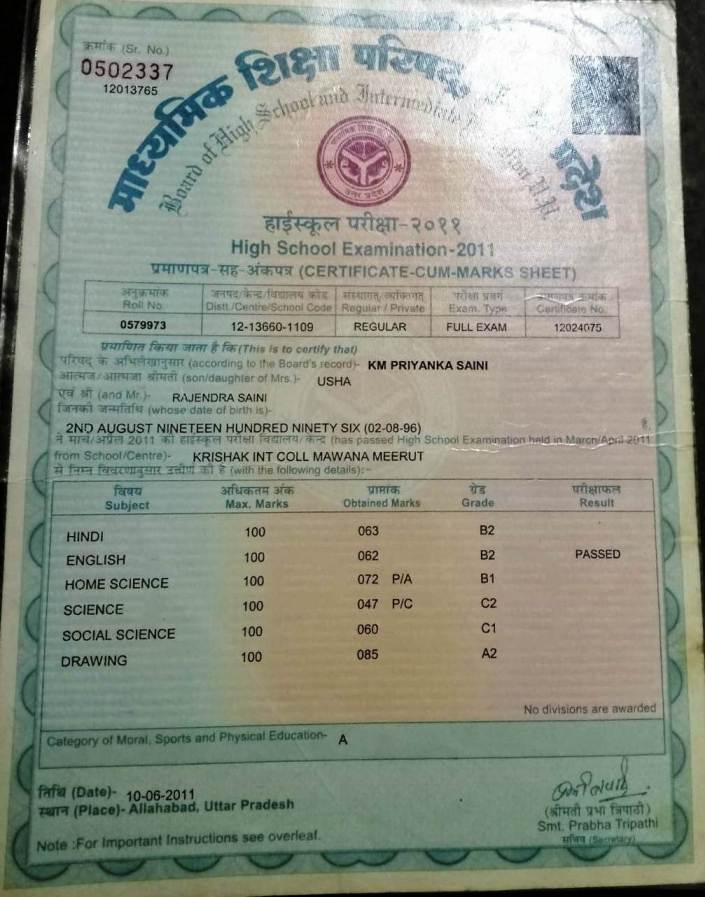 क्रमांक (Sr. No.)
0502337
12013765
माध्यमिक शिक्षा परिषद प्रदेश
Board of High School and Intermediate
उत्तर प्रदेश
हाईस्कूल परीक्षा-२०११
High School Examination-2011
प्रमाणपत्र-सह-अंकपत्र (CERTIFICATE-CUM-MARKS SHEET)
अनुक्रमांक जनपद/केन्द्र/विद्यालय कोड संस्थागत/व्यक्तिगत परीक्षा प्रकार प्रमाणपत्र क्रमांक
Roll No. Distt./Centre/School Code Regular / Private Exam. Type Certificate No.
0579973 12-13660-1109 REGULAR FULL EXAM 12024075
प्रमाणित किया जाता है कि (This is to certify that)
परिषद के अभिलेखानुसार (according to the Board's record)- KM PRIYANKA SAINI
आत्मज/आत्मजा श्रीमती (son/daughter of Mrs.)- USHA
एवं श्री (and Mr.)- RAJENDRA SAINI
जिनकी जन्मतिथि (whose date of birth is)-
2ND AUGUST NINETEEN HUNDRED NINETY SIX (02-08-96) है,
ने मार्च/अप्रैल 2011 की हाईस्कूल परीक्षा विद्यालय/केन्द्र (has passed High School Examination held in March/April 2011
from School/Centre)- KRISHAK INT COLL MAWANA MEERUT
से निम्न विवरणानुसार उत्तीर्ण की है (with the following details):-
विषय अधिकतम अंक प्राप्तांक ग्रेड परीक्षाफल
Subject Max. Marks Obtained Marks Grade Result
HINDI 100 063 B2
ENGLISH 100 062 B2 PASSED
HOME SCIENCE 100 072 P/A B1
SCIENCE 100 047 P/C C2
SOCIAL SCIENCE 100 060 C1
DRAWING 100 085 A2
No divisions are awarded
Category of Moral, Sports and Physical Education- A
तिथि (Date)- 10-06-2011
स्थान (Place)- Allahabad, Uttar Pradesh
(श्रीमती प्रभा त्रिपाठी)
Smt. Prabha Tripathi
सचिव (Secretary)
Note :For Important Instructions see overleaf.